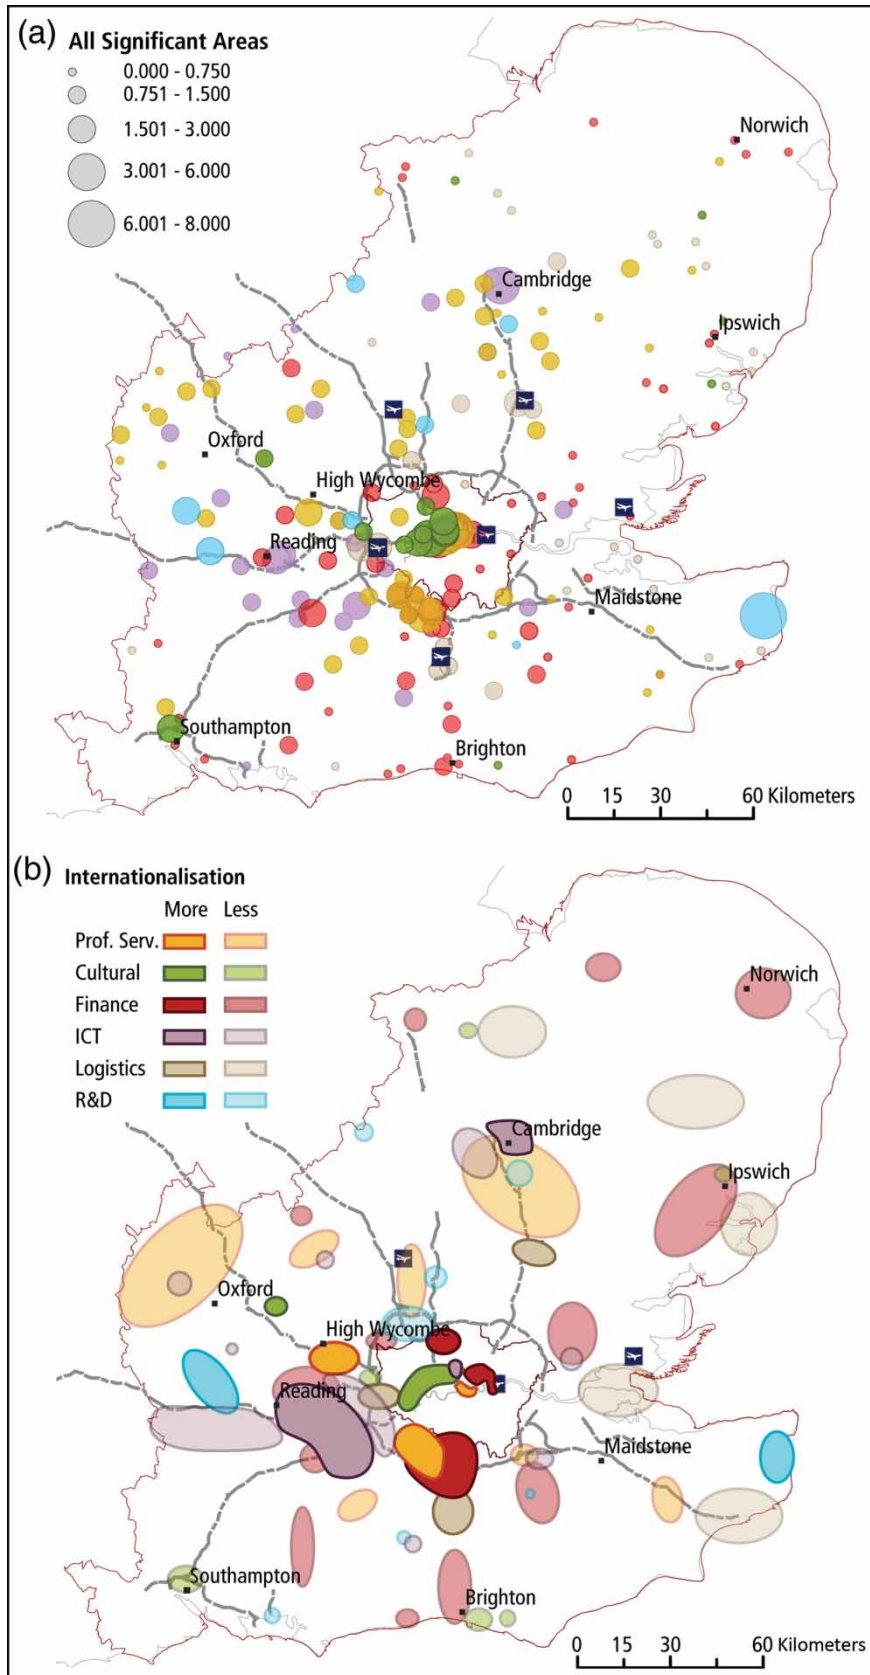 (a) All Significant Areas
0.000 - 0.750
0.751 - 1.500
1.501 - 3.000
3.001 - 6.000
6.001 - 8.000
Norwich
Cambridge
Ipswich
Oxford
High Wycombe
Reading
Maidstone
Southampton
Brighton
0 15 30 60 Kilometers
(b) Internationalisation
More Less
Prof. Serv.
Cultural
Finance
ICT
Logistics
R&D
Norwich
Cambridge
Ipswich
Oxford
High Wycombe
Reading
Maidstone
Southampton
Brighton
0 15 30 60 Kilometers